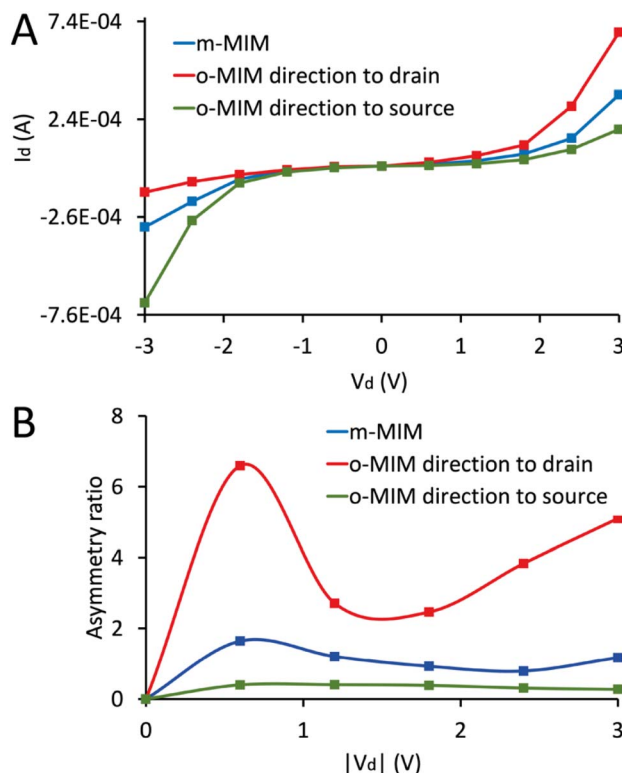 A
7.4E-04
2.4E-04
-2.6E-04
-7.6E-04
Id (A)
m-MIM
o-MIM direction to drain
o-MIM direction to source
-3 -2 -1 0 1 2 3
Vd (V)
B
8
6
4
2
0
Asymmetry ratio
m-MIM
o-MIM direction to drain
o-MIM direction to source
0 1 2 3
|Vd| (V)